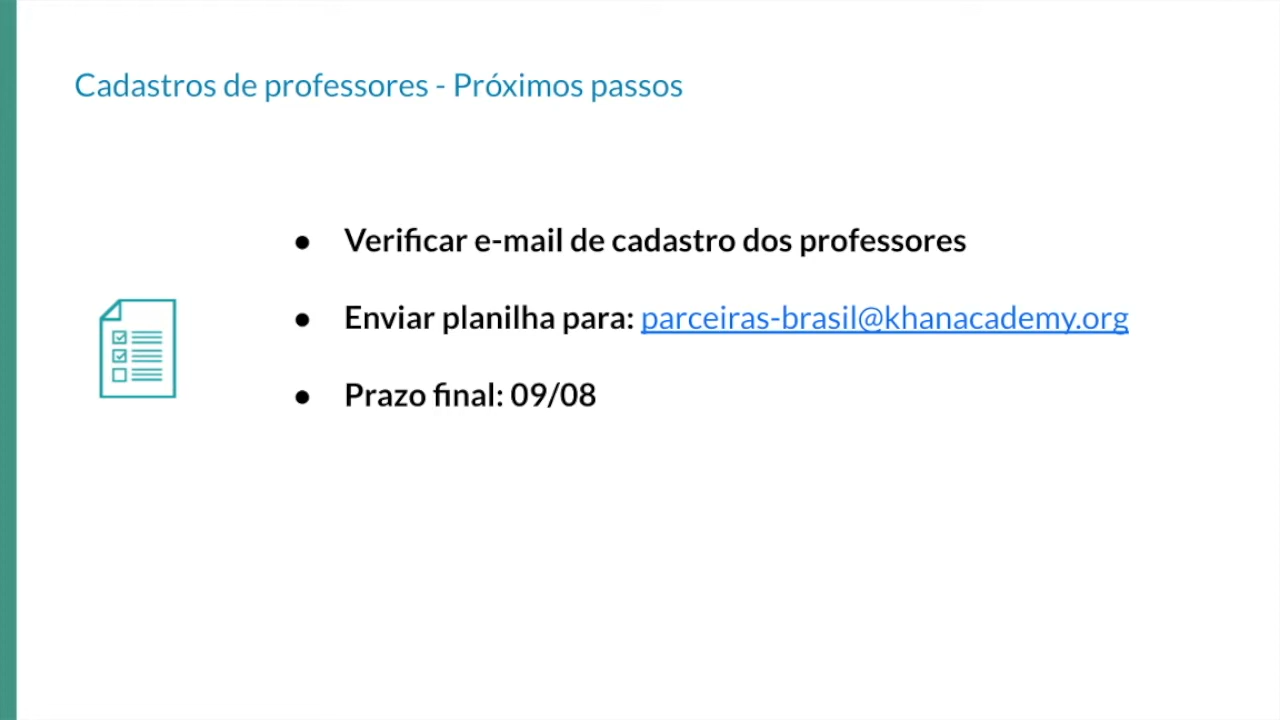 Cadastros de professores - Próximos passos
● Verificar e-mail de cadastro dos professores
● Enviar planilha para: parceiras-brasil@khanacademy.org
● Prazo final: 09/08